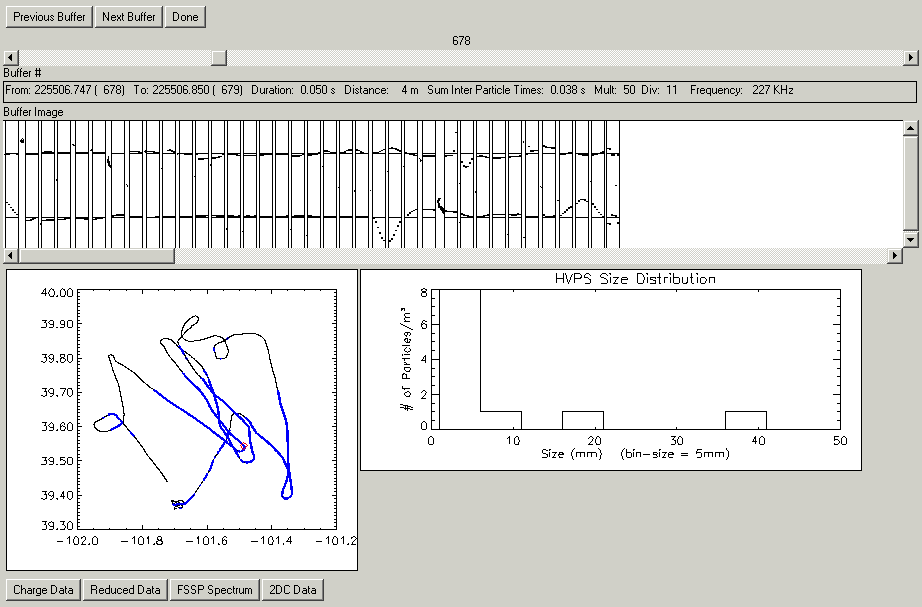 Previous Buffer Next Buffer Done
678
Buffer #
From: 225506.747 ( 678) To: 225506.850 ( 679) Duration: 0.050 s Distance: 4 m Sum Inter Particle Times: 0.038 s Mult: 50 Div: 11 Frequency: 227 KHz
Buffer Image
40.00
39.90
39.80
39.70
39.60
39.50
39.40
39.30
-102.0 -101.8 -101.6 -101.4 -101.2
HVPS Size Distribution
# of Particles/m³
8
6
4
2
0
0 10 20 30 40 50
Size (mm) (bin-size = 5mm)
Charge Data Reduced Data FSSP Spectrum 2DC Data